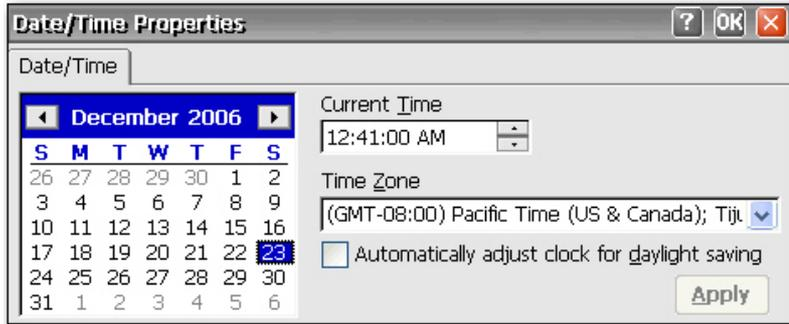 Date/Time Properties ? OK X
Date/Time
December 2006
S M T W T F S
26 27 28 29 30 1 2
3 4 5 6 7 8 9
10 11 12 13 14 15 16
17 18 19 20 21 22 23
24 25 26 27 28 29 30
31 1 2 3 4 5 6
Current Time
12:41:00 AM
Time Zone
(GMT-08:00) Pacific Time (US & Canada); Tiju
Automatically adjust clock for daylight saving
Apply